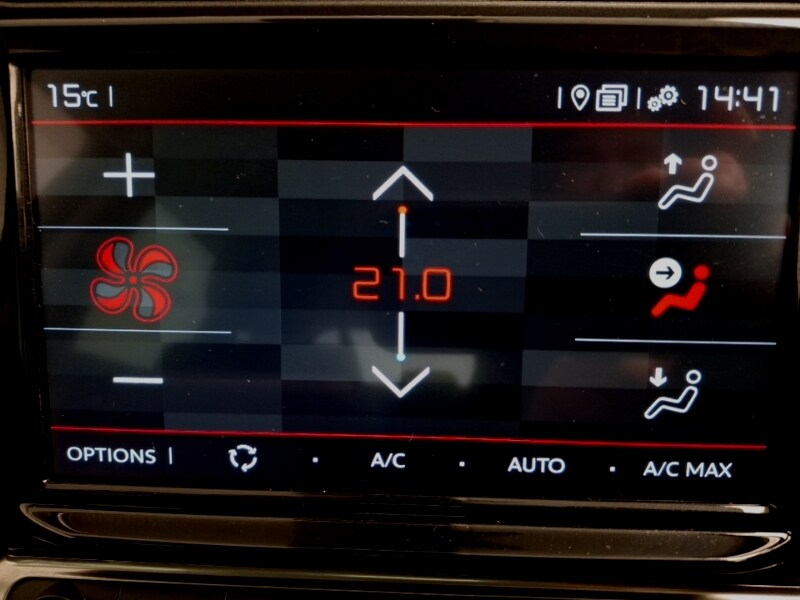 15°C 14:41
21.0
OPTIONS A/C AUTO A/C MAX